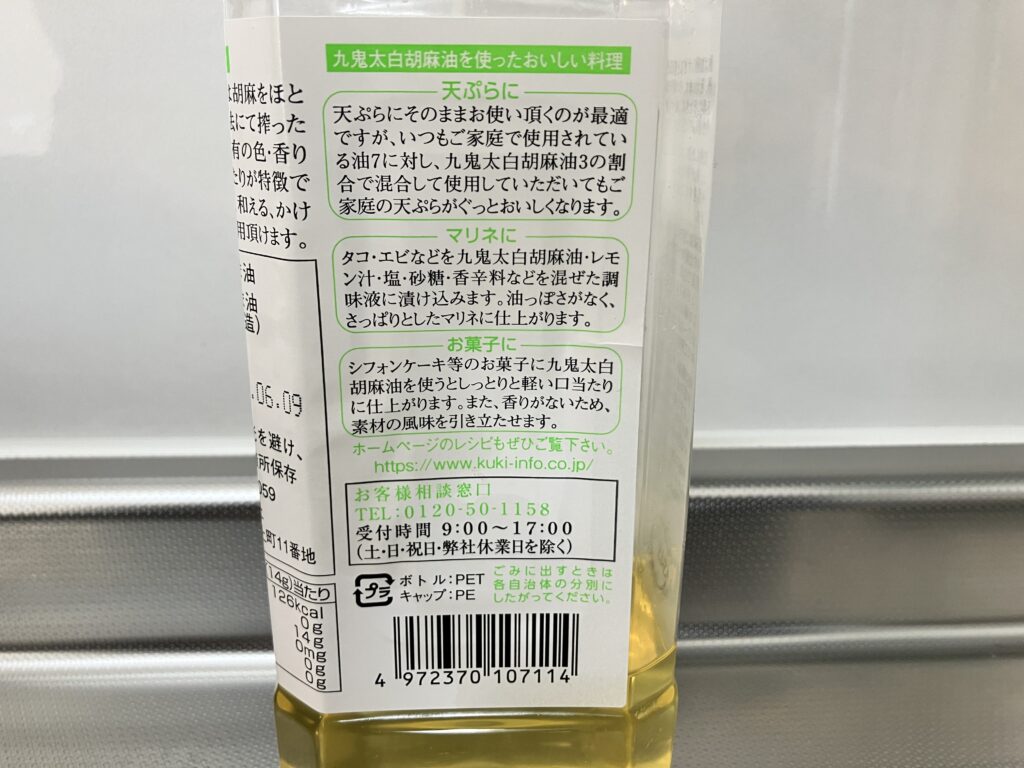 胡麻をほと
にて搾った
有の色・香り
たりが特徴で
和える、かけ
用頂けます。
油
油
造)
.06.09
を避け、
所保存
059
町11番地
14g)当たり
126kcal
0g
14g
0mg
0g
0g
九鬼太白胡麻油を使ったおいしい料理
天ぷらに
天ぷらにそのままお使い頂くのが最適
ですが、いつもご家庭で使用されてい
る油7に対し、九鬼太白胡麻油3の割
合で混合して使用していただいてもご
家庭の天ぷらがぐっとおいしくなります。
マリネに
タコ・エビなどを九鬼太白胡麻油・レモ
ン汁・塩・砂糖・香辛料などを混ぜた調
味液に漬け込みます。油っぽさがなく、
さっぱりとしたマリネに仕上がります。
お菓子に
シフォンケーキ等のお菓子に九鬼太白
胡麻油を使うとしっとりと軽い口当たり
に仕上がります。また、香りがないため、
素材の風味を引き立たせます。
ホームページのレシピもぜひご覧下さい。
https://www.kuki-info.co.jp/
お客様相談窓口
TEL:0120-50-1158
受付時間 9:00〜17:00
(土・日・祝日・弊社休業日を除く)
プラ
ボトル:PET
キャップ:PE
ごみに出すときは
各自治体の分別に
したがってください。
4 972370 107114